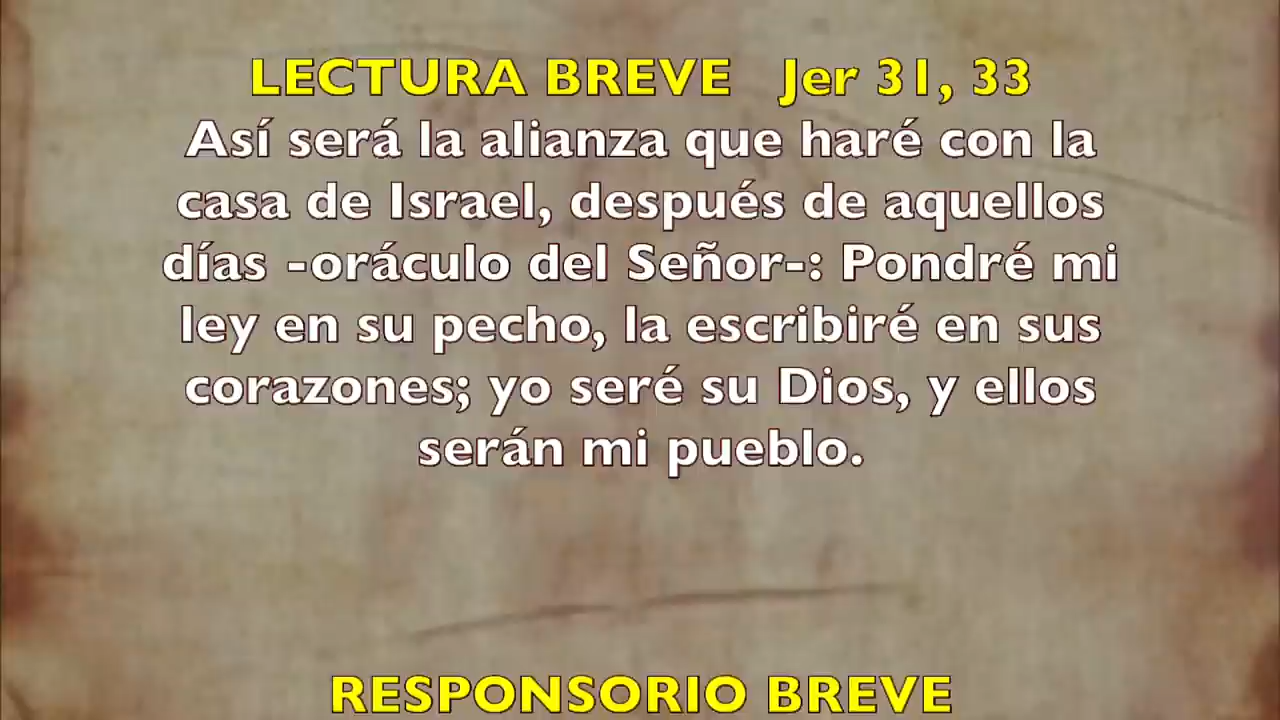 LECTURA BREVE Jer 31, 33
Así será la alianza que haré con la
casa de Israel, después de aquellos
días -oráculo del Señor-: Pondré mi
ley en su pecho, la escribiré en sus
corazones; yo seré su Dios, y ellos
serán mi pueblo.
RESPONSORIO BREVE